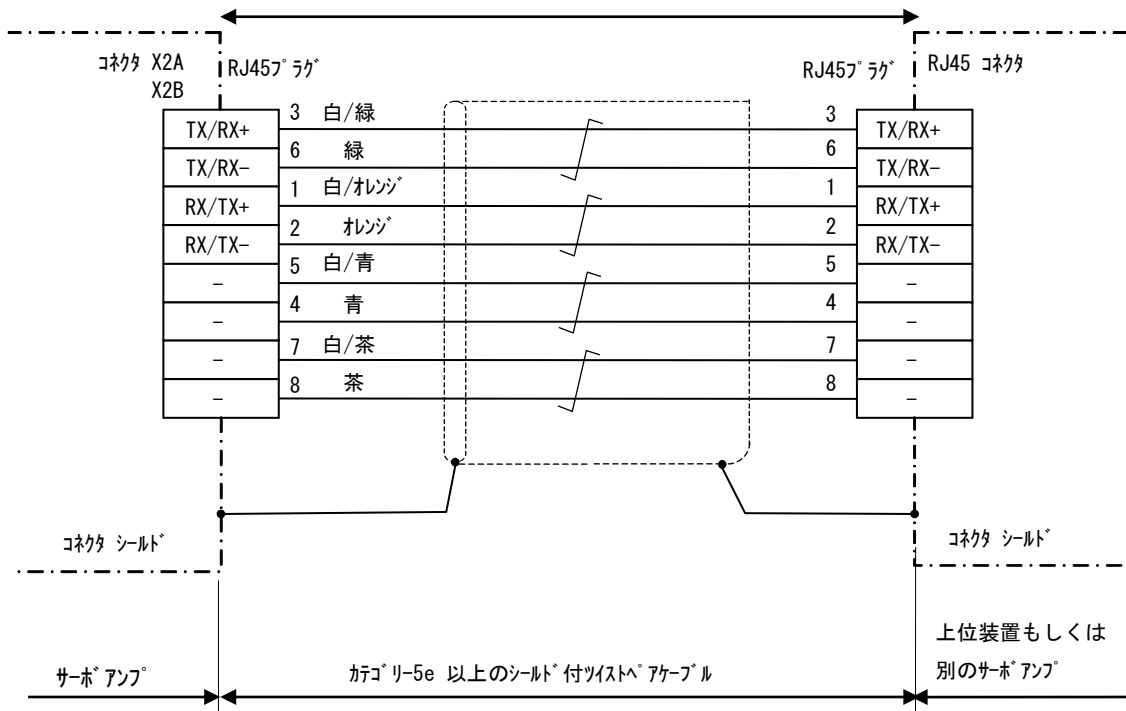 コネクタ X2A
X2B
RJ45プラグ
RJ45プラグ
RJ45 コネクタ
TX/RX+ 3 白/緑 3 TX/RX+
TX/RX- 6 緑 6 TX/RX-
RX/TX+ 1 白/オレンジ 1 RX/TX+
RX/TX- 2 オレンジ 2 RX/TX-
- 5 白/青 5 -
- 4 青 4 -
- 7 白/茶 7 -
- 8 茶 8 -
コネクタ シールド
コネクタ シールド
サーボアンプ
カテゴリー5e 以上のシールド付ツイストペアケーブル
上位装置もしくは
別のサーボアンプ